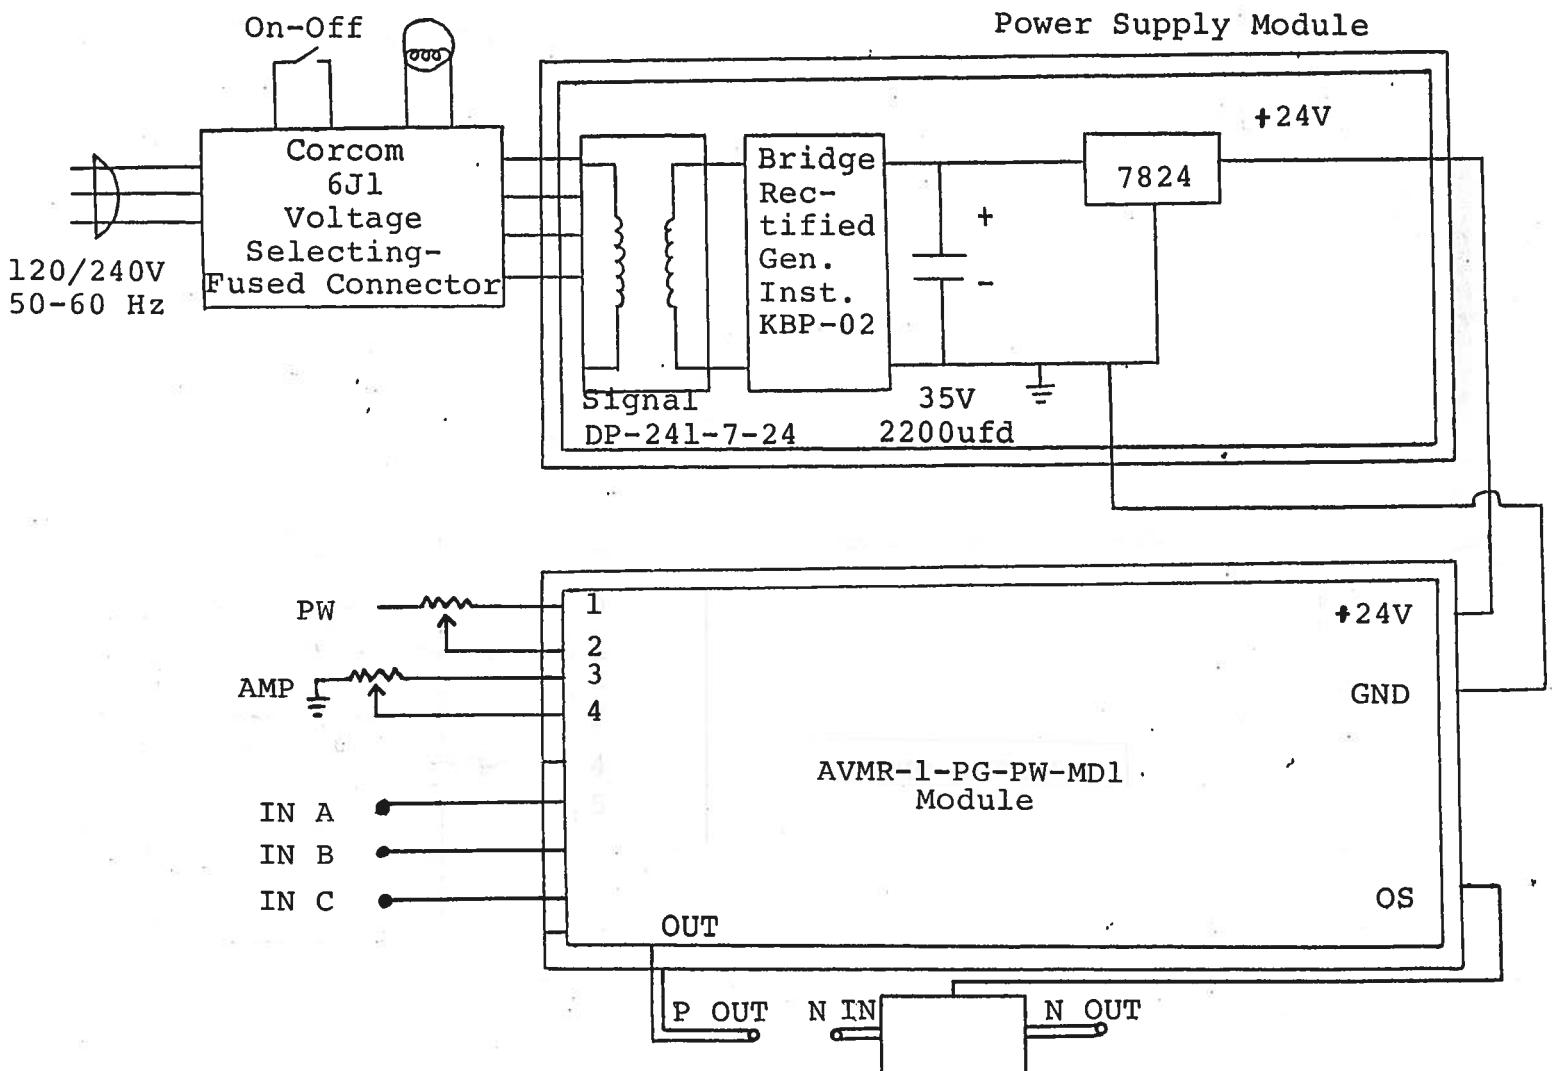 On-Off
Power Supply Module
Corcom
6J1
Voltage
Selecting-
Fused Connector
120/240V
50-60 Hz
Bridge
Rec-
tified
Gen.
Inst.
KBP-02
+
-
7824
+24V
Signal
DP-241-7-24
35V
2200ufd
PW
1
2
AMP
3
4
+24V
GND
AVMR-1-PG-PW-MD1
Module
IN A
IN B
IN C
OS
OUT
P OUT
N IN
N OUT